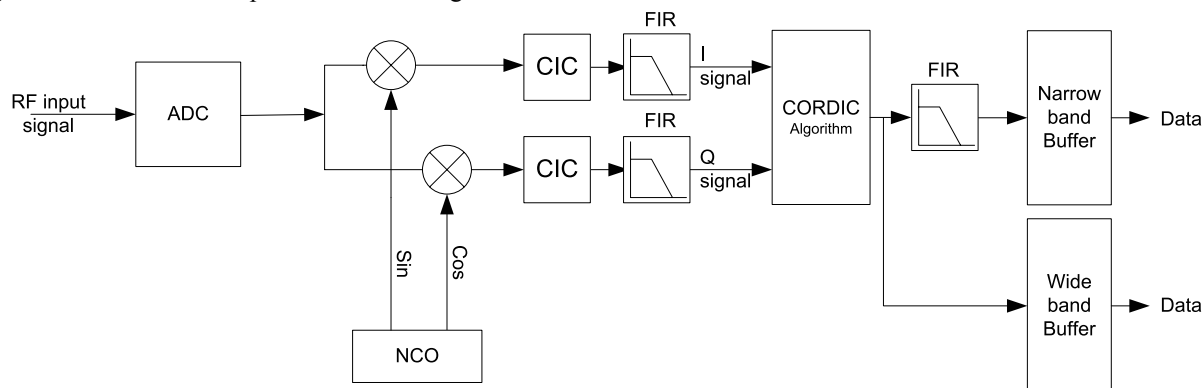 FIR
RF input
signal
ADC
CIC
I
signal
CORDIC
Algorithm
FIR
Narrow
band
Buffer
Data
FIR
CIC
Q
signal
Sin
Cos
NCO
Wide
band
Buffer
Data